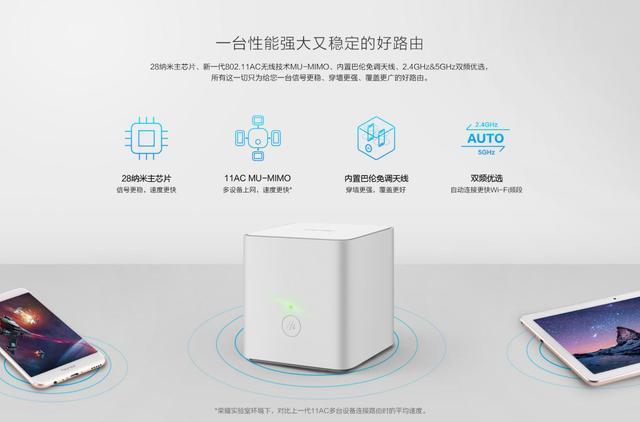 一台性能强大又稳定的好路由
28纳米主芯片、新一代802.11AC无线技术MU-MIMO、内置巴伦免调天线、2.4GHz&5GHz双频优选，
所有这一切只为给您一台信号更稳、穿墙更强、覆盖更广的好路由。
2.4GHz
AUTO
5GHz
28纳米主芯片
信号更稳，速度更快
11AC MU-MIMO
多设备上网，速度更快*
内置巴伦免调天线
穿墙更强，覆盖更好
双频优选
自动连接更快Wi-Fi频段
*荣耀实验室环境下，对比上一代11AC多台设备连接路由时的平均速度。